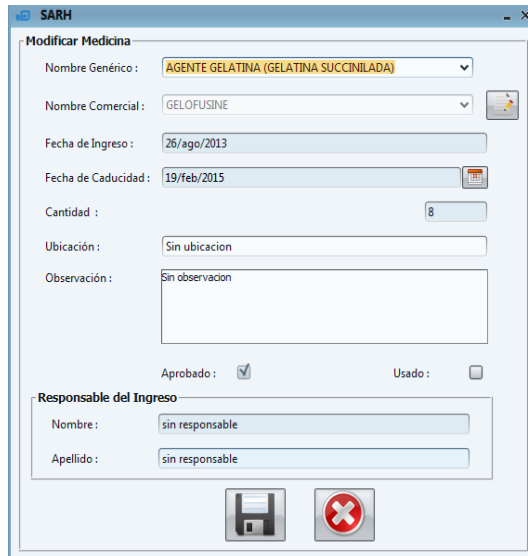 SARH
Modificar Medicina
Nombre Genérico : AGENTE GELATINA (GELATINA SUCCINILADA)
Nombre Comercial : GELOFUSINE
Fecha de Ingreso : 26/ago/2013
Fecha de Caducidad : 19/feb/2015
Cantidad : 8
Ubicación : Sin ubicacion
Observación : Sin observacion
Aprobado : Usado :
Responsable del Ingreso
Nombre : sin responsable
Apellido : sin responsable